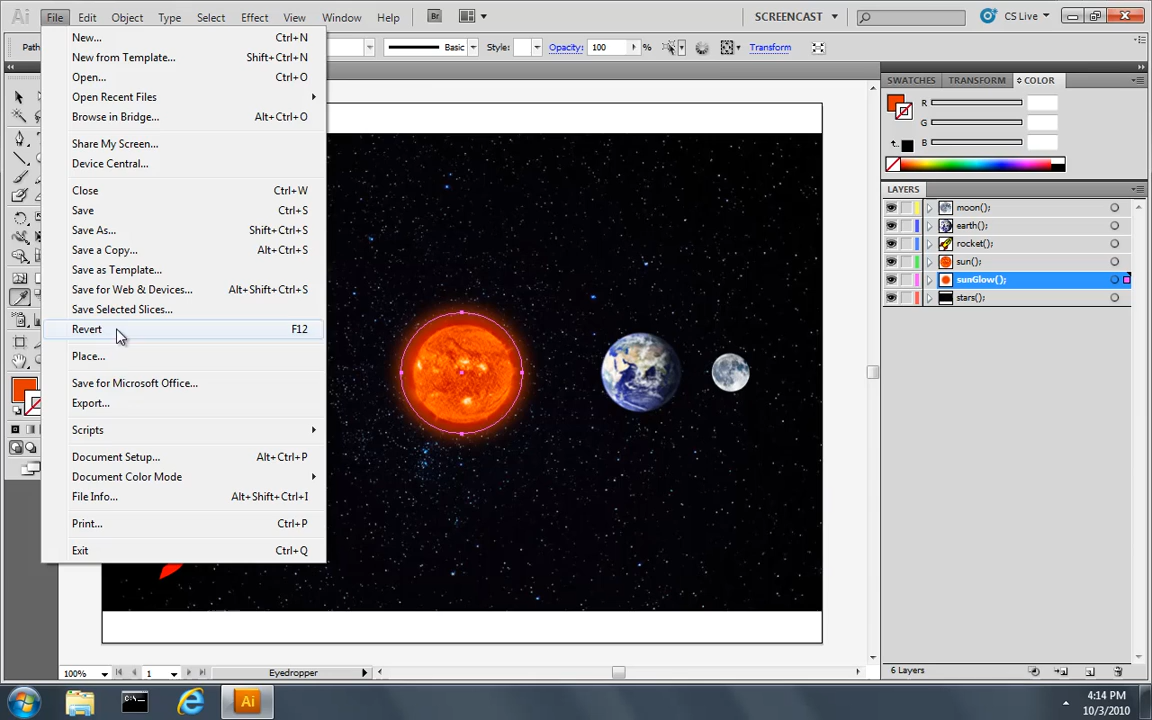 Ai File Edit Object Type Select Effect View Window Help Br SCREENCAST CS Live
Path Basic Style: Opacity: 100 % Transform
New... Ctrl+N
New from Template... Shift+Ctrl+N
Open... Ctrl+O
Open Recent Files
Browse in Bridge... Alt+Ctrl+O
Share My Screen...
Device Central...
Close Ctrl+W
Save Ctrl+S
Save As... Shift+Ctrl+S
Save a Copy... Alt+Ctrl+S
Save as Template...
Save for Web & Devices... Alt+Shift+Ctrl+S
Save Selected Slices...
Revert F12
Place...
Save for Microsoft Office...
Export...
Scripts
Document Setup... Alt+Ctrl+P
Document Color Mode
File Info... Alt+Shift+Ctrl+I
Print... Ctrl+P
Exit Ctrl+Q
SWATCHES TRANSFORM COLOR
R
G
B
LAYERS
moon();
earth();
rocket();
sun();
sunGlow();
stars();
6 Layers
100% 1 Eyedropper
Ai
4:14 PM
10/3/2010